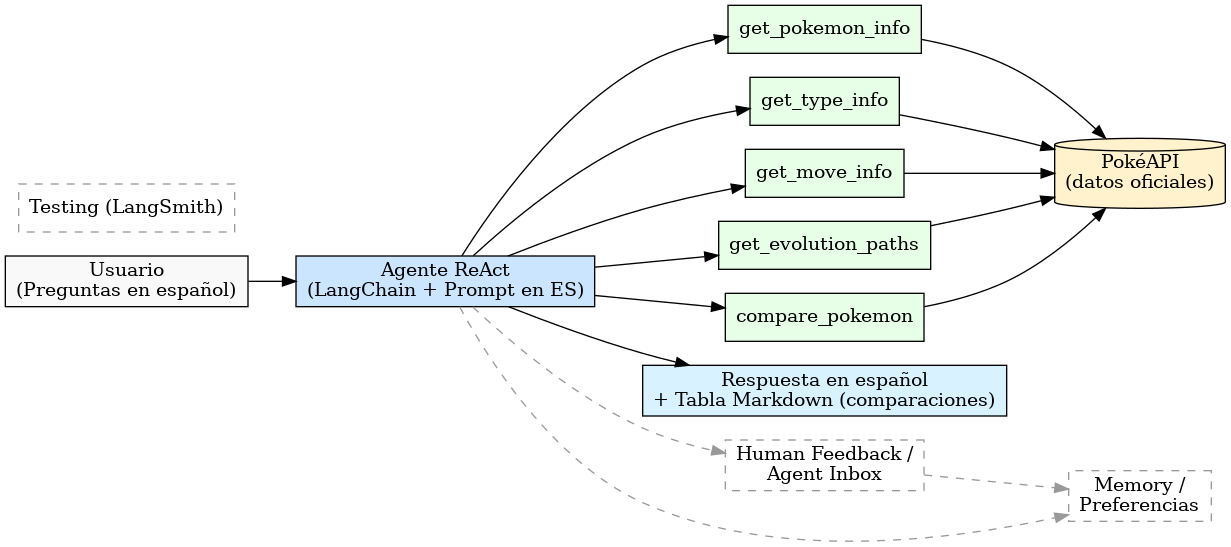 get_pokemon_info
get_type_info
get_move_info
PokéAPI
(datos oficiales)
Testing (LangSmith)
get_evolution_paths
Usuario
(Preguntas en español)
Agente ReAct
(LangChain + Prompt en ES)
compare_pokemon
Respuesta en español
+ Tabla Markdown (comparaciones)
Human Feedback /
Agent Inbox
Memory /
Preferencias